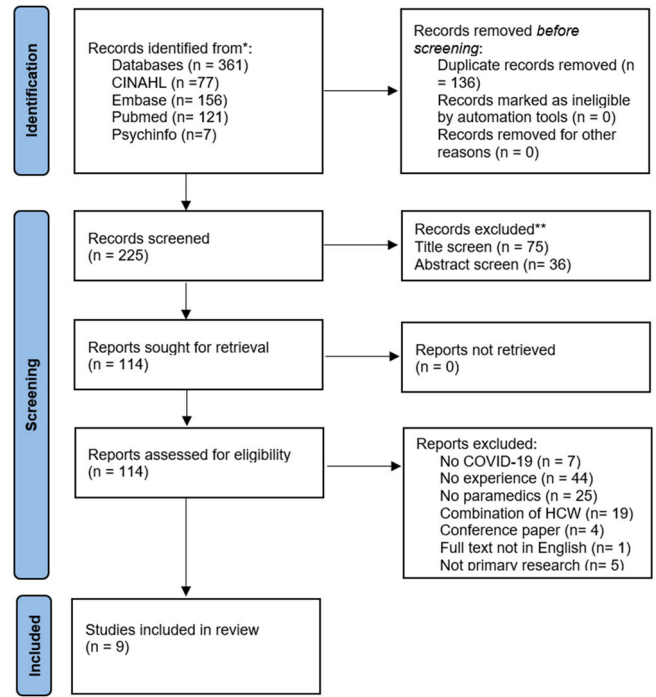 Identification
Records identified from*:
Databases (n = 361)
CINAHL (n =77)
Embase (n= 156)
Pubmed (n= 121)
Psychinfo (n=7)
Records removed before
screening:
Duplicate records removed (n
= 136)
Records marked as ineligible
by automation tools (n = 0)
Records removed for other
reasons (n = 0)
Screening
Records screened
(n = 225)
Records excluded**
Title screen (n = 75)
Abstract screen (n= 36)
Reports sought for retrieval
(n = 114)
Reports not retrieved
(n = 0)
Reports assessed for eligibility
(n = 114)
Reports excluded:
No COVID-19 (n = 7)
No experience (n = 44)
No paramedics (n = 25)
Combination of HCW (n= 19)
Conference paper (n= 4)
Full text not in English (n= 1)
Not primary research (n= 5)
Included
Studies included in review
(n = 9)